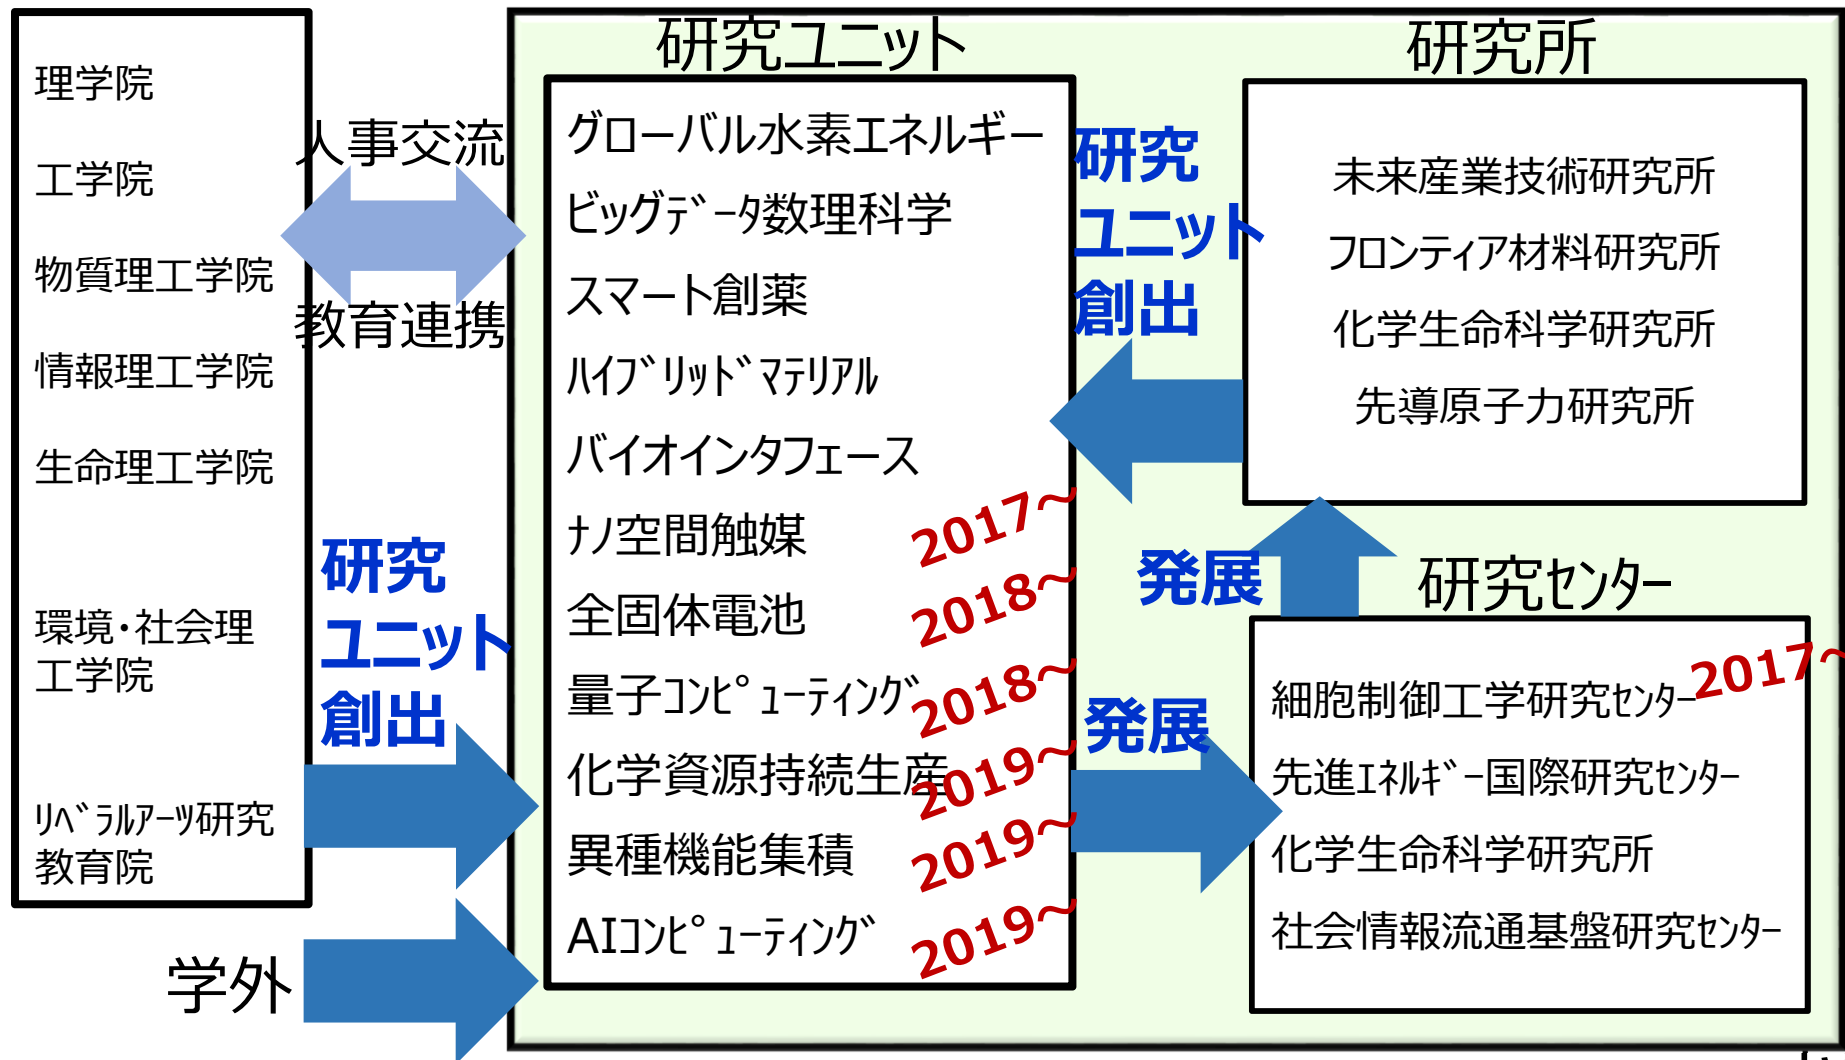 理学院
工学院
物質理工学院
情報理工学院
生命理工学院
環境・社会理
工学院
ﾘﾍﾞﾗﾙｱｰﾂ研究
教育院
人事交流
教育連携
研究
ユニット
創出
学外
研究ユニット
グローバル水素エネルギー
ビッグﾃﾞｰﾀ数理科学
スマート創薬
ﾊｲﾌﾞﾘｯﾄﾞﾏﾃﾘｱﾙ
バイオインタフェース
ナノ空間触媒 2017～
全固体電池 2018～
量子ｺﾝﾋﾟｭｰﾃｨﾝｸﾞ 2018～
化学資源持続生産 2019～
異種機能集積 2019～
AIｺﾝﾋﾟｭｰﾃｨﾝｸﾞ 2019～
研究
ユニット
創出
発展
発展
研究所
未来産業技術研究所
フロンティア材料研究所
化学生命科学研究所
先導原子力研究所
研究ｾﾝﾀｰ
細胞制御工学研究ｾﾝﾀｰ 2017～
先進ｴﾈﾙｷﾞｰ国際研究ｾﾝﾀｰ
化学生命科学研究所
社会情報流通基盤研究ｾﾝﾀｰ